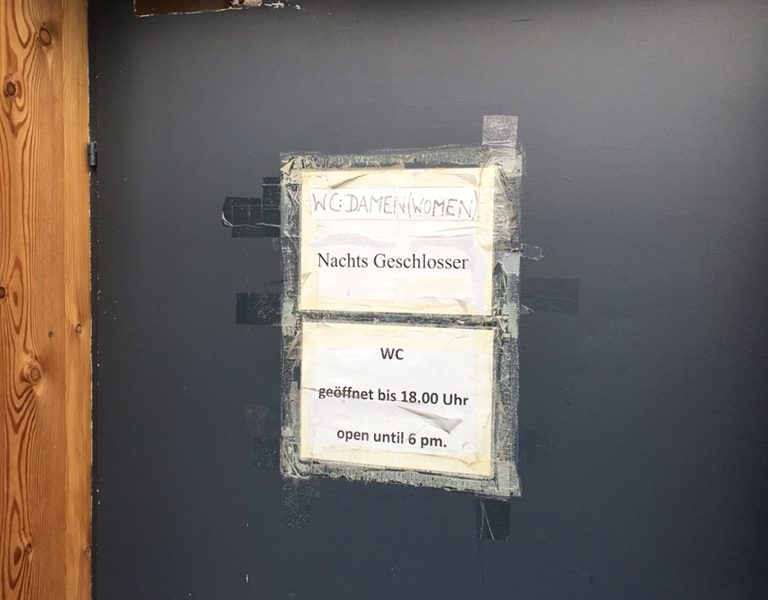 WC:DAMEN(WOMEN)
Nachts Geschlosser
WC
geöffnet bis 18.00 Uhr
open until 6 pm.